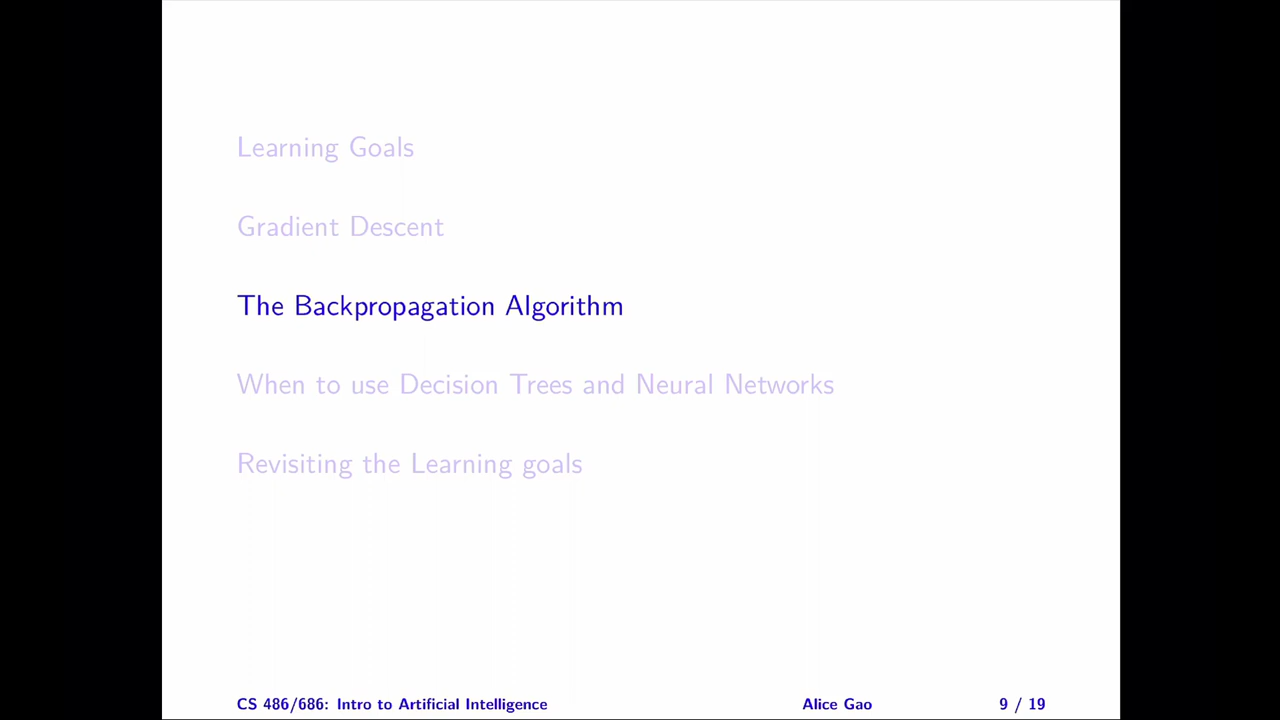 Learning Goals
Gradient Descent
The Backpropagation Algorithm
When to use Decision Trees and Neural Networks
Revisiting the Learning goals
CS 486/686: Intro to Artificial Intelligence Alice Gao 9 / 19